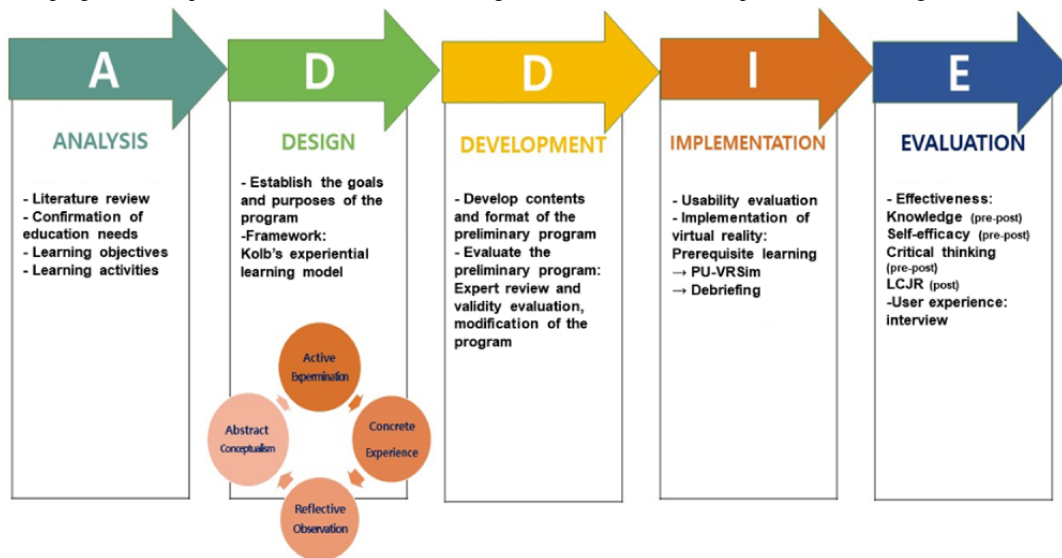 A
ANALYSIS
- Literature review
- Confirmation of
education needs
- Learning objectives
- Learning activities
D
DESIGN
- Establish the goals
and purposes of the
program
-Framework:
Kolb's experiential
learning model
Active
Expermination
Concrete
Experience
Reflective
Observation
Abstract
Conceptualism
D
DEVELOPMENT
- Develop contents
and format of the
preliminary program
- Evaluate the
preliminary program:
Expert review and
validity evaluation,
modification of the
program
I
IMPLEMENTATION
- Usability evaluation
- Implementation of
virtual reality:
Prerequisite learning
→ PU-VRSim
→ Debriefing
E
EVALUATION
- Effectiveness:
Knowledge (pre-post)
Self-efficacy (pre-post)
Critical thinking
(pre-post)
LCJR (post)
-User experience:
interview